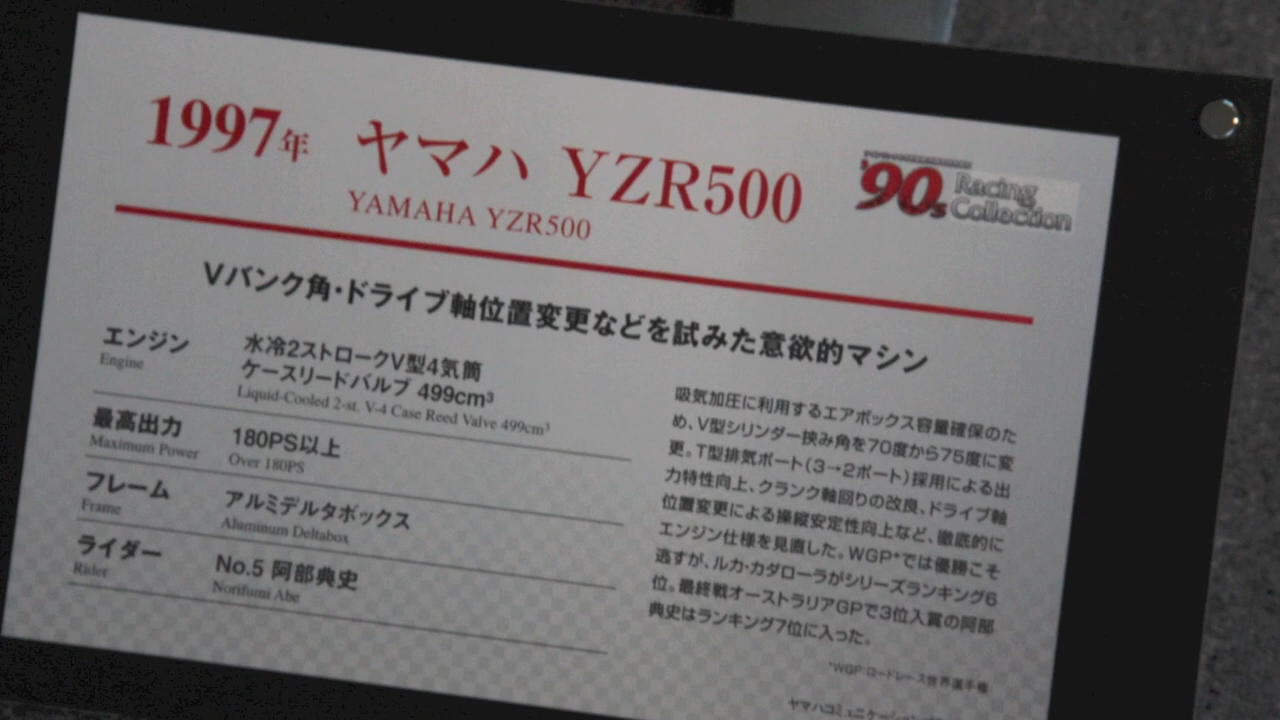 1997年 ヤマハ YZR500
YAMAHA YZR500
'90s Racing Collection
Vバンク角・ドライブ軸位置変更などを試みた意欲的マシン
エンジン
Engine
水冷2ストロークV型4気筒
ケースリードバルブ 499cm³
Liquid-Cooled 2-st. V-4 Case Reed Valve 499cm³
最高出力
Maximum Power
180PS以上
Over 180PS
フレーム
Frame
アルミデルタボックス
Aluminum Deltabox
ライダー
Rider
No.5 阿部典史
Norifumi Abe
吸気加圧に利用するエアボックス容量確保のた
め、V型シリンダー挟み角を70度から75度に変
更。T型排気ポート(3→2ポート)採用による出
力特性向上、クランク軸回りの改良、ドライブ軸
位置変更による操縦安定性向上など、徹底的に
エンジン仕様を見直した。WGP*では優勝こそ
逃すが、ルカ・カダローラがシリーズランキング6
位。最終戦オーストラリアGPで3位入賞の阿部
典史はランキング7位に入った。
*WGP:ロードレース世界選手権
ヤマハコミュニケーション